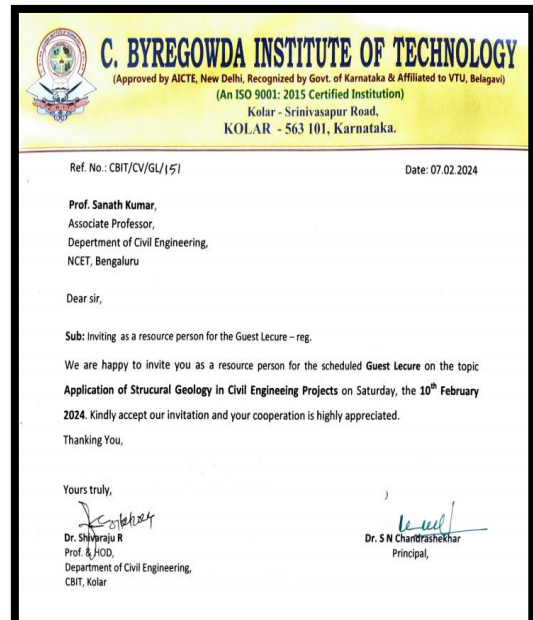 C. BYREGOWDA INSTITUTE OF TECHNOLOGY
(Approved by AICTE, New Delhi, Recognized by Govt. of Karnataka & Affiliated to VTU, Belagavi)
(An ISO 9001: 2015 Certified Institution)
Kolar - Srinivasapur Road,
KOLAR - 563 101, Karnataka.
Ref. No.: CBIT/CV/GL/151
Date: 07.02.2024
Prof. Sanath Kumar,
Associate Professor,
Depertment of Civil Engineering,
NCET, Bengaluru
Dear sir,
Sub: Inviting as a resource person for the Guest Lecure – reg.
We are happy to invite you as a resource person for the scheduled Guest Lecure on the topic
Application of Strucural Geology in Civil Engineeing Projects on Saturday, the 10th February
2024. Kindly accept our invitation and your cooperation is highly appreciated.
Thanking You,
Yours truly,
Dr. Shivaraju R
Prof. & HOD,
Department of Civil Engineering,
CBIT, Kolar
Dr. S N Chandrashekhar
Principal,